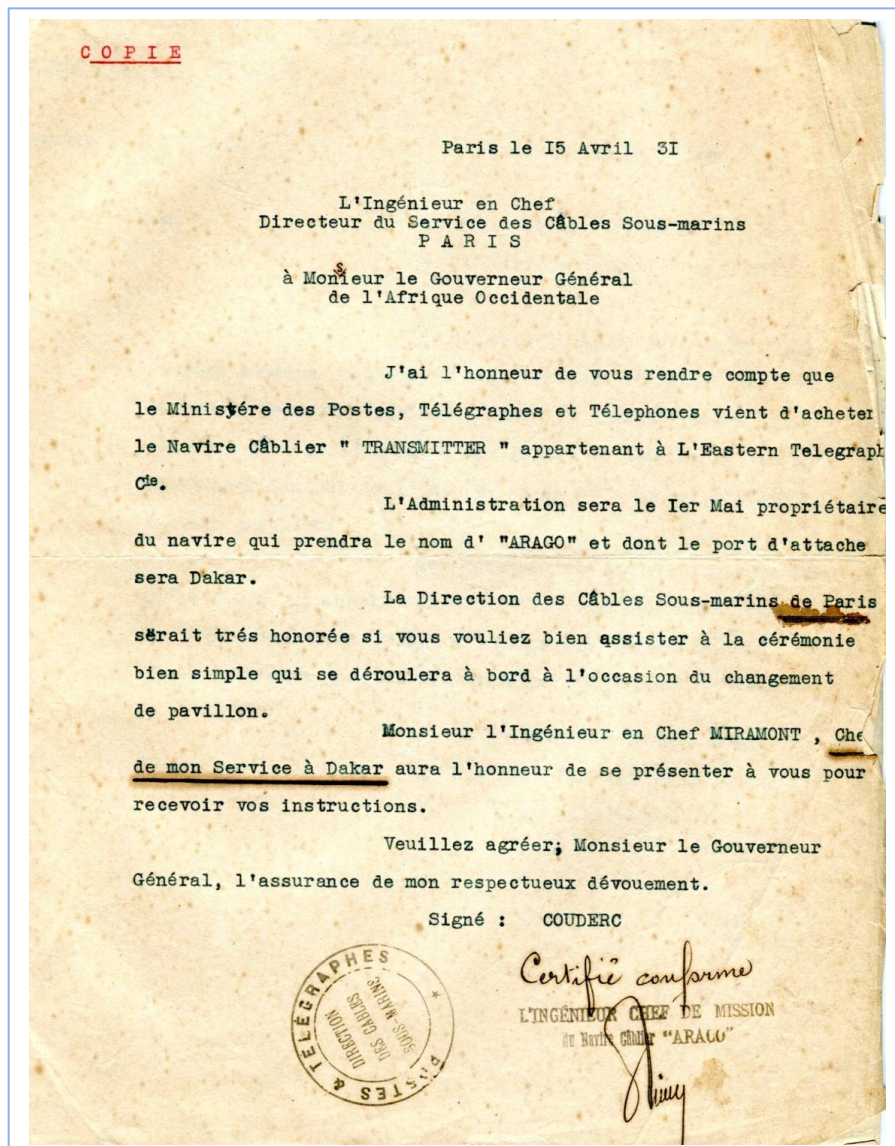 COPIE
Paris le I5 Avril 3I
L'Ingénieur en Chef
Directeur du Service des Câbles Sous-marins
PARIS
à Monsieur le Gouverneur Général
de l'Afrique Occidentale
J'ai l'honneur de vous rendre compte que
le Ministére des Postes, Télégraphes et Télephones vient d'acheter
le Navire Câblier " TRANSMITTER " appartenant à L'Eastern Telegraph
Cie.
L'Administration sera le Ier Mai propriétaire
du navire qui prendra le nom d' "ARAGO" et dont le port d'attache
sera Dakar.
La Direction des Câbles Sous-marins de Paris
serait trés honorée si vous vouliez bien assister à la cérémonie
bien simple qui se déroulera à bord à l'occasion du changement
de pavillon.
Monsieur l'Ingénieur en Chef MIRAMONT , Che
de mon Service à Dakar aura l'honneur de se présenter à vous pour
recevoir vos instructions.
Veuillez agréer; Monsieur le Gouverneur
Général, l'assurance de mon respectueux dévouement.
Signé : COUDERC
Certifié conforme
L'INGÉNIEUR CHEF DE MISSION
du Navire Câblier "ARAGO"
POSTES & TELÉGRAPHES *
DIRECTION
DES CABLES
SOUS-MARINS